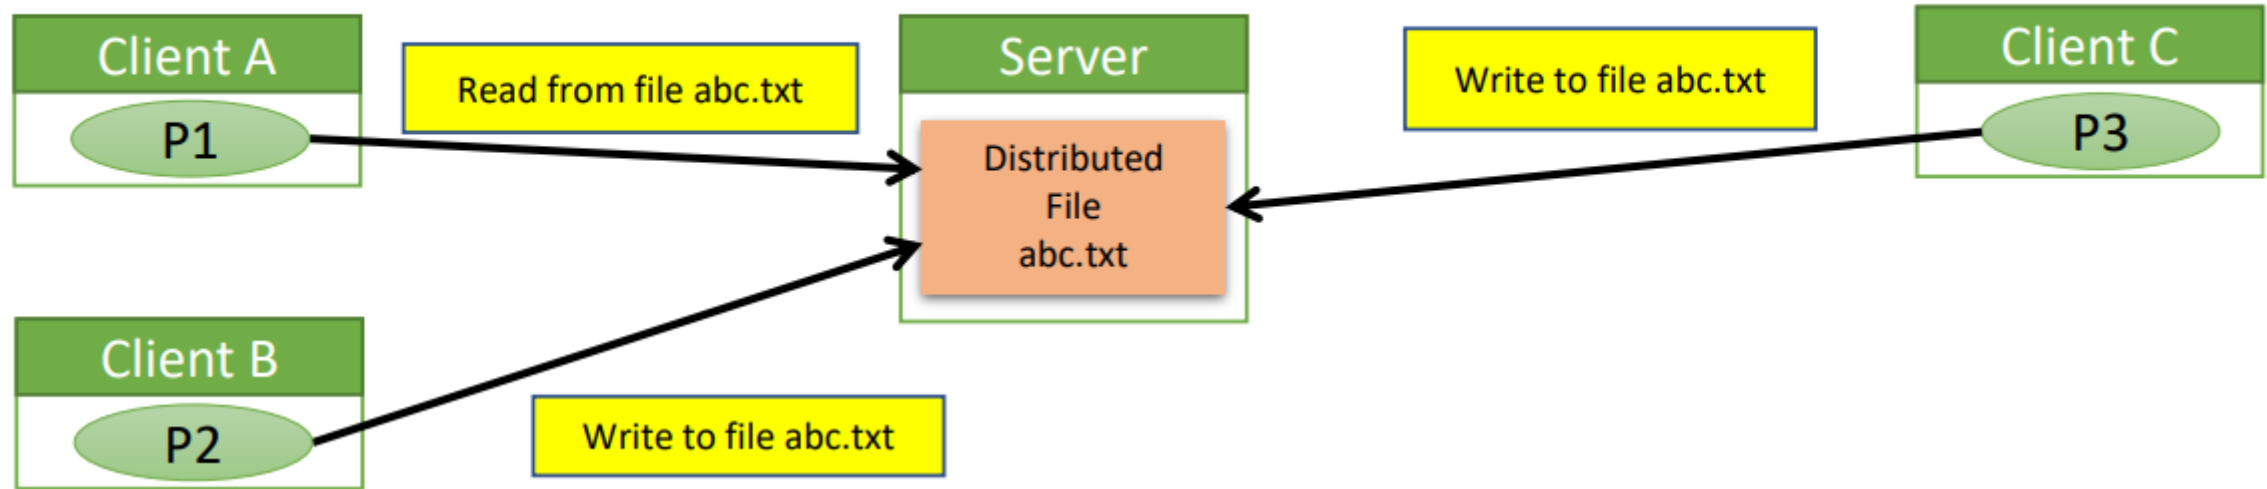 Client A
P1
Read from file abc.txt
Server
Distributed
File
abc.txt
Write to file abc.txt
Client C
P3
Client B
P2
Write to file abc.txt